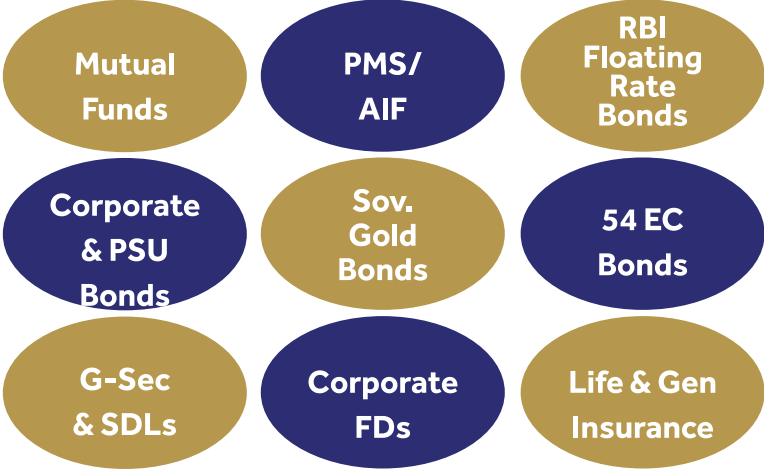 Mutual
Funds
PMS/
AIF
RBI
Floating
Rate
Bonds
Corporate
& PSU
Bonds
Sov.
Gold
Bonds
54 EC
Bonds
G-Sec
& SDLs
Corporate
FDs
Life & Gen
Insurance